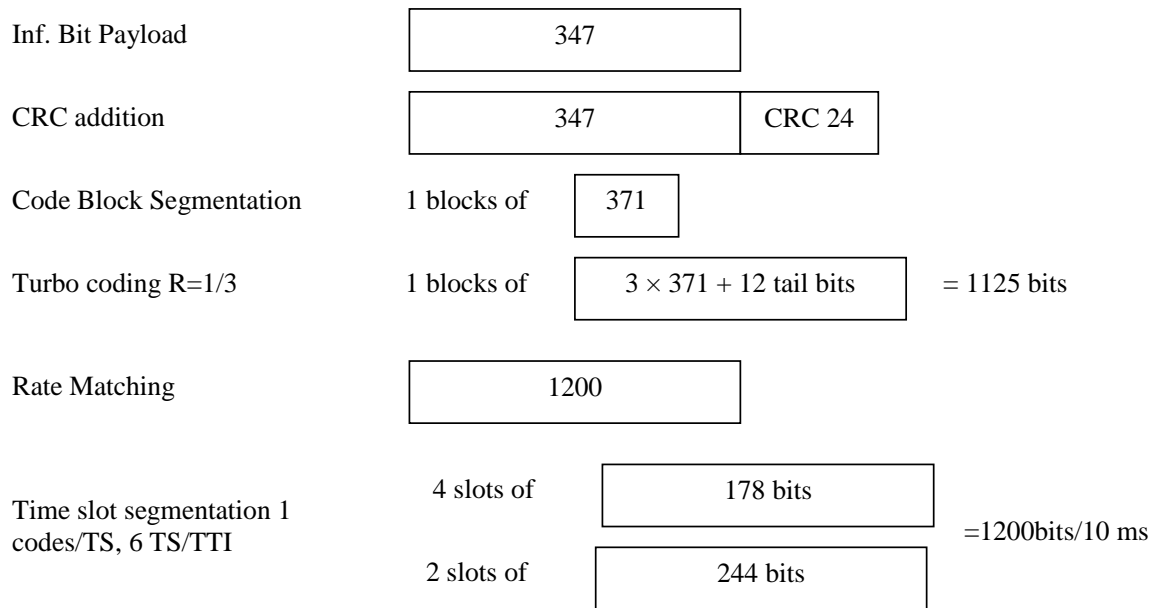 Inf. Bit Payload 347
CRC addition 347 CRC 24
Code Block Segmentation 1 blocks of 371
Turbo coding R=1/3 1 blocks of 3 × 371 + 12 tail bits = 1125 bits
Rate Matching 1200
4 slots of 178 bits
Time slot segmentation 1
codes/TS, 6 TS/TTI
=1200bits/10 ms
2 slots of 244 bits